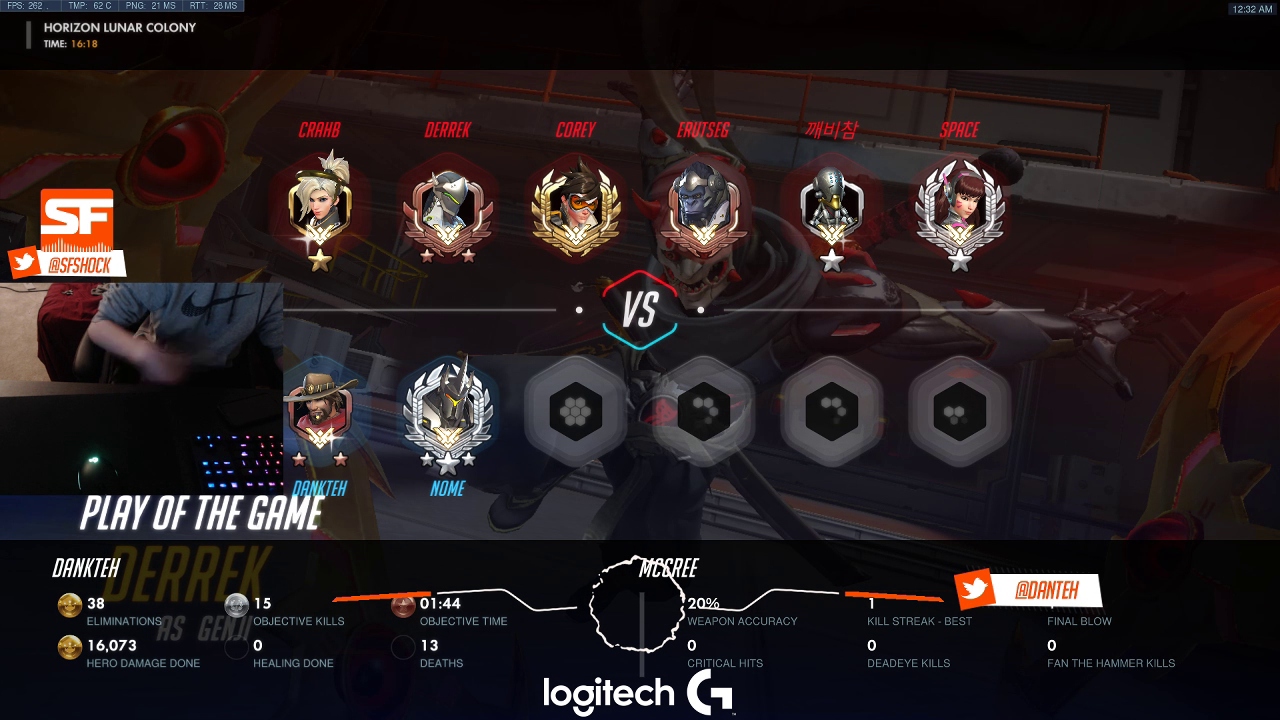 FPS: 262 TMP: 62 C PNG: 21 MS RTT: 28 MS
12:32 AM
HORIZON LUNAR COLONY
TIME: 16:18
CRAHB DERREK COREY ERUTSEG 깨비참 SPACE
SF
@SFSHOCK
VS
DANKTEH NOME
PLAY OF THE GAME
DERREK
AS GENJI
DANKTEH MCCREE
@DANTEH
38 15 01:44 20% 1
ELIMINATIONS OBJECTIVE KILLS OBJECTIVE TIME WEAPON ACCURACY KILL STREAK - BEST FINAL BLOW
16,073 0 13 0 0 0
HERO DAMAGE DONE HEALING DONE DEATHS CRITICAL HITS DEADEYE KILLS FAN THE HAMMER KILLS
logitech G